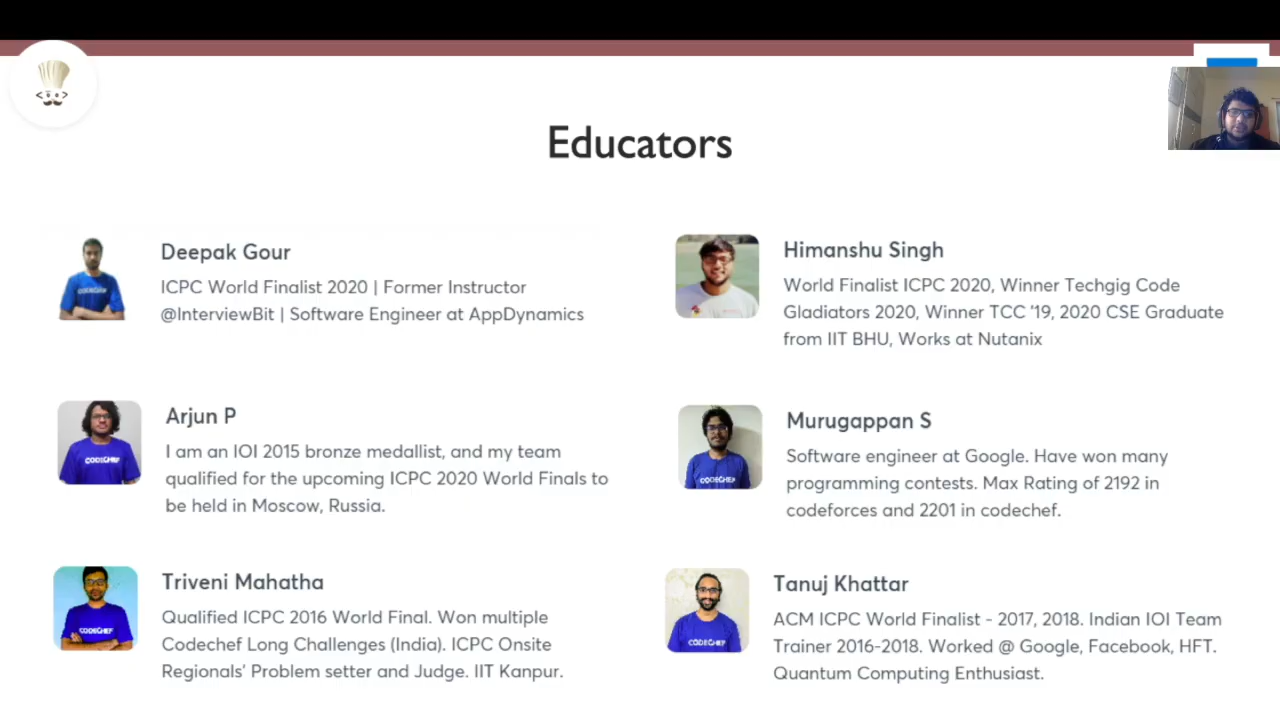 Educators
Deepak Gour
ICPC World Finalist 2020 | Former Instructor
@InterviewBit | Software Engineer at AppDynamics
Himanshu Singh
World Finalist ICPC 2020, Winner Techgig Code
Gladiators 2020, Winner TCC '19, 2020 CSE Graduate
from IIT BHU, Works at Nutanix
Arjun P
I am an IOI 2015 bronze medallist, and my team
qualified for the upcoming ICPC 2020 World Finals to
be held in Moscow, Russia.
Murugappan S
Software engineer at Google. Have won many
programming contests. Max Rating of 2192 in
codeforces and 2201 in codechef.
Triveni Mahatha
Qualified ICPC 2016 World Final. Won multiple
Codechef Long Challenges (India). ICPC Onsite
Regionals' Problem setter and Judge. IIT Kanpur.
Tanuj Khattar
ACM ICPC World Finalist - 2017, 2018. Indian IOI Team
Trainer 2016-2018. Worked @ Google, Facebook, HFT.
Quantum Computing Enthusiast.
CODECHEF
CODECHEF
CODECHEF
CODECHEF
CODECHEF